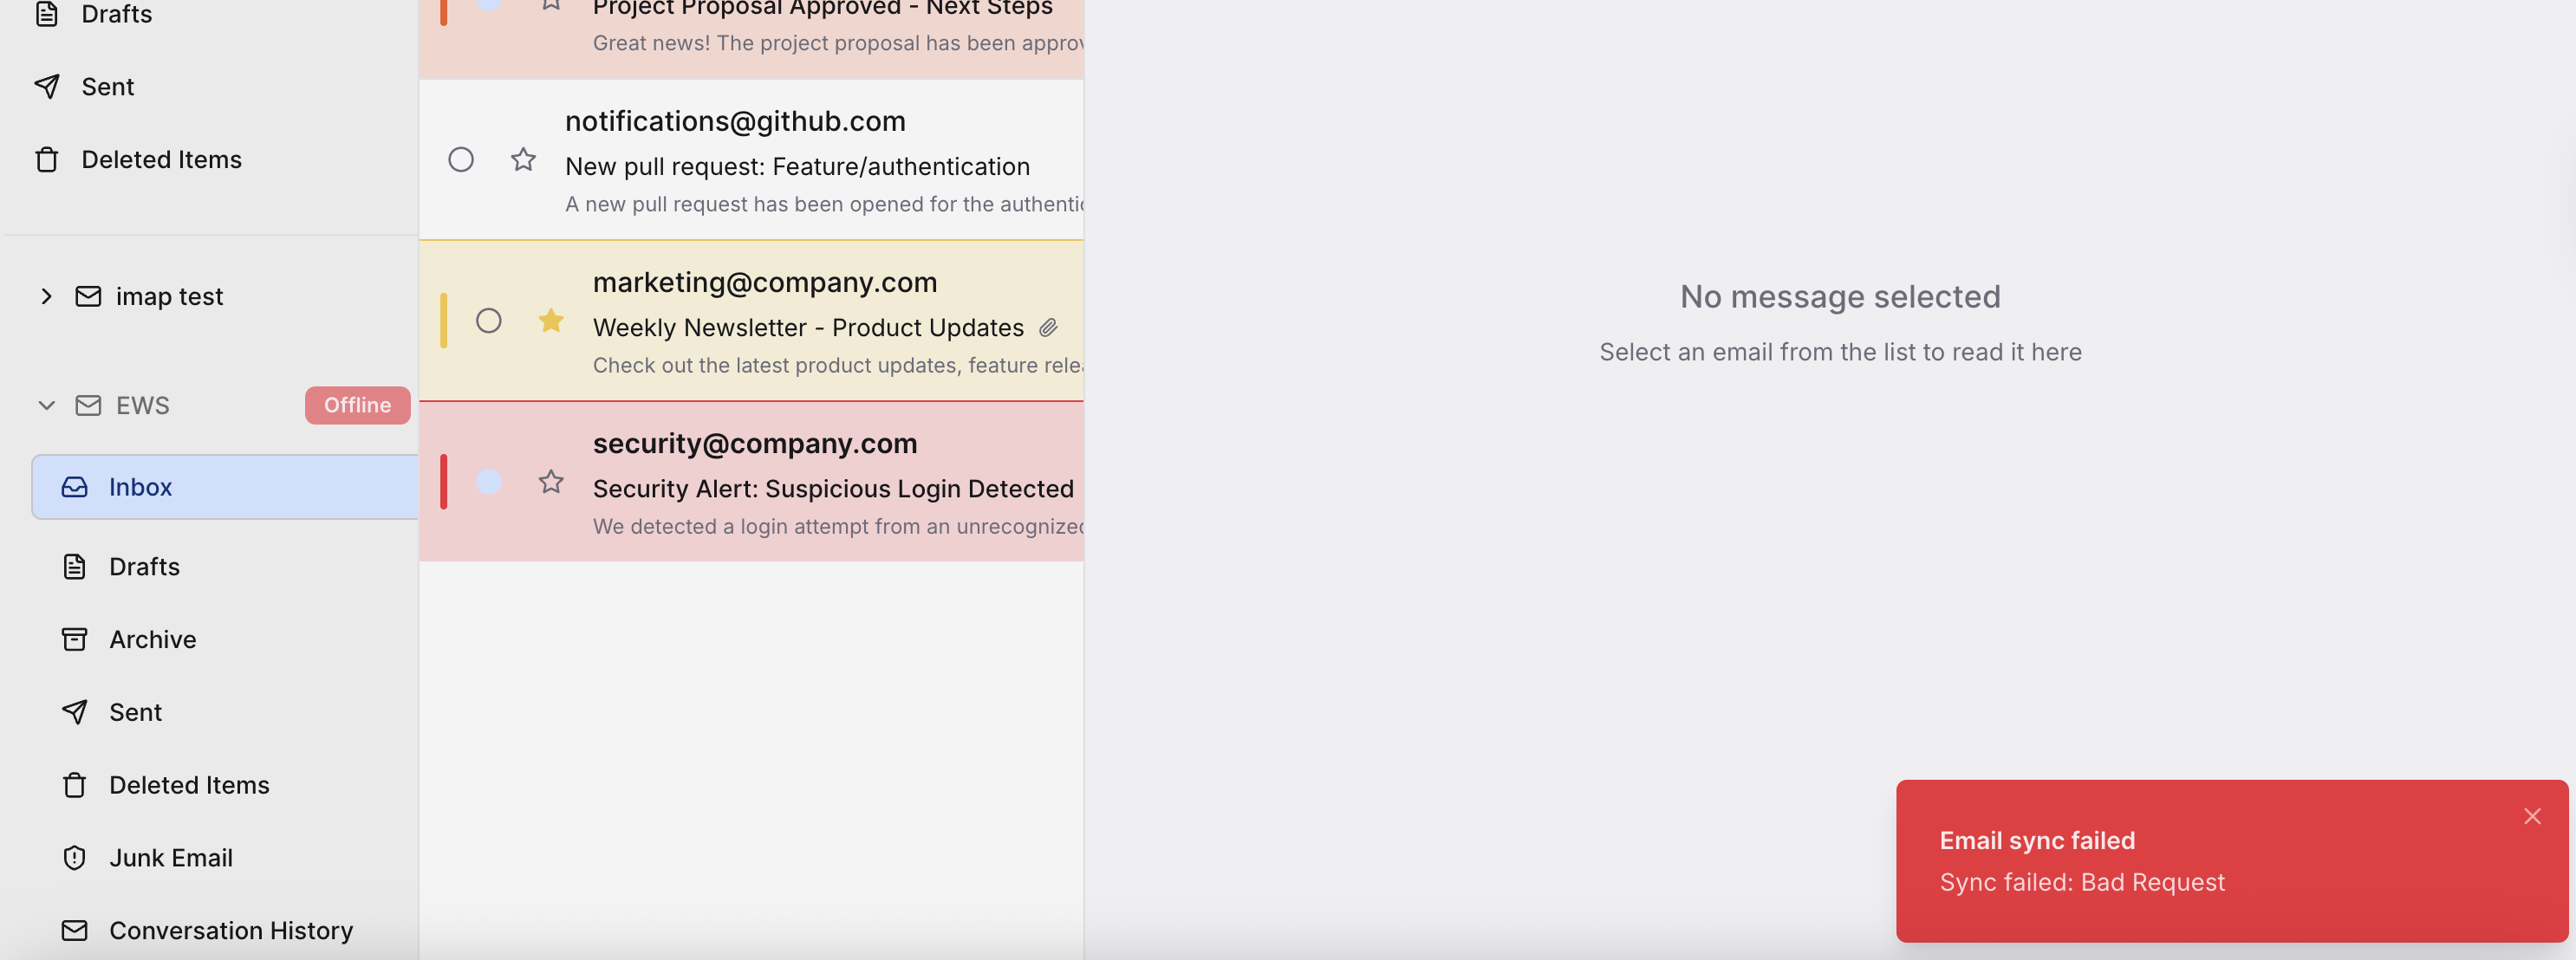 Drafts
Sent
Deleted Items
imap test
EWS
Offline
Inbox
Drafts
Archive
Sent
Deleted Items
Junk Email
Conversation History
Project Proposal Approved - Next Steps
Great news! The project proposal has been approv
notifications@github.com
New pull request: Feature/authentication
A new pull request has been opened for the authentic
marketing@company.com
Weekly Newsletter - Product Updates
Check out the latest product updates, feature relea
security@company.com
Security Alert: Suspicious Login Detected
We detected a login attempt from an unrecognized
No message selected
Select an email from the list to read it here
Email sync failed
Sync failed: Bad Request